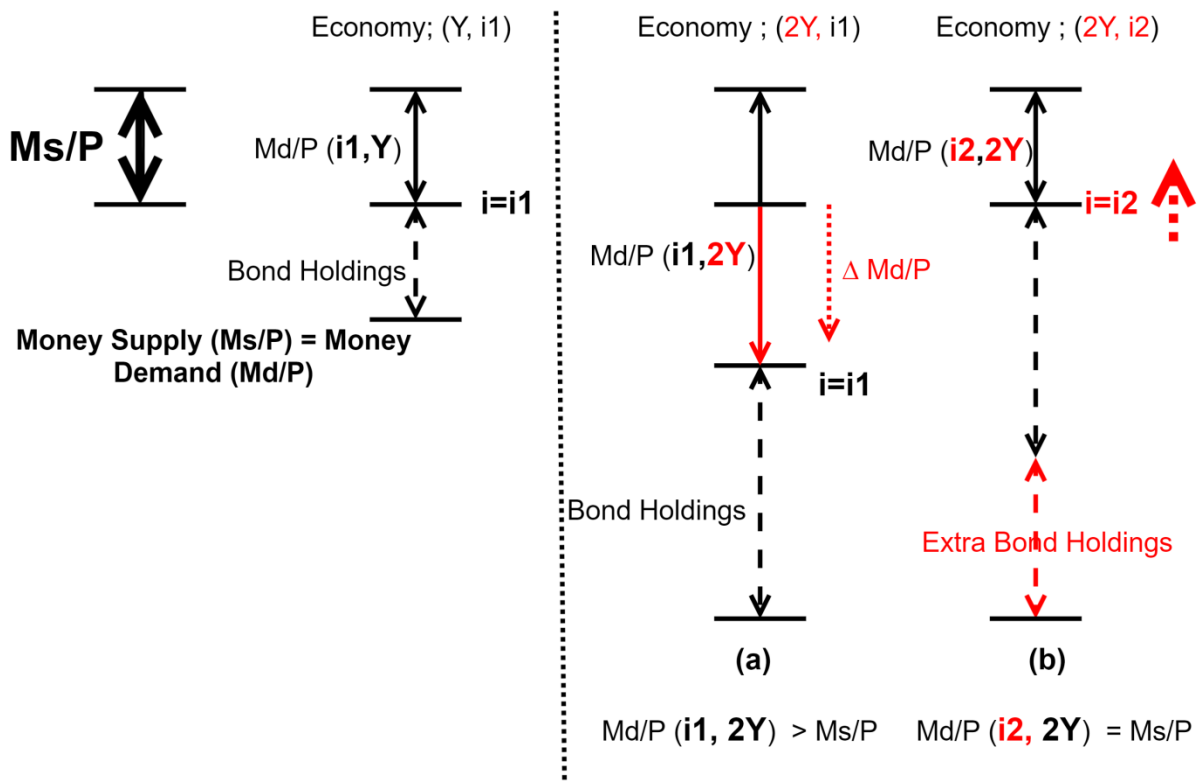 Economy; (Y, i1)
Ms/P
Md/P (i1,Y)
i=i1
Bond Holdings
Money Supply (Ms/P) = Money
Demand (Md/P)
Economy ; (2Y, i1)
Md/P (i1,2Y)
Δ Md/P
i=i1
Bond Holdings
(a)
Md/P (i1, 2Y) > Ms/P
Economy ; (2Y, i2)
Md/P (i2,2Y)
i=i2
Extra Bond Holdings
(b)
Md/P (i2, 2Y) = Ms/P